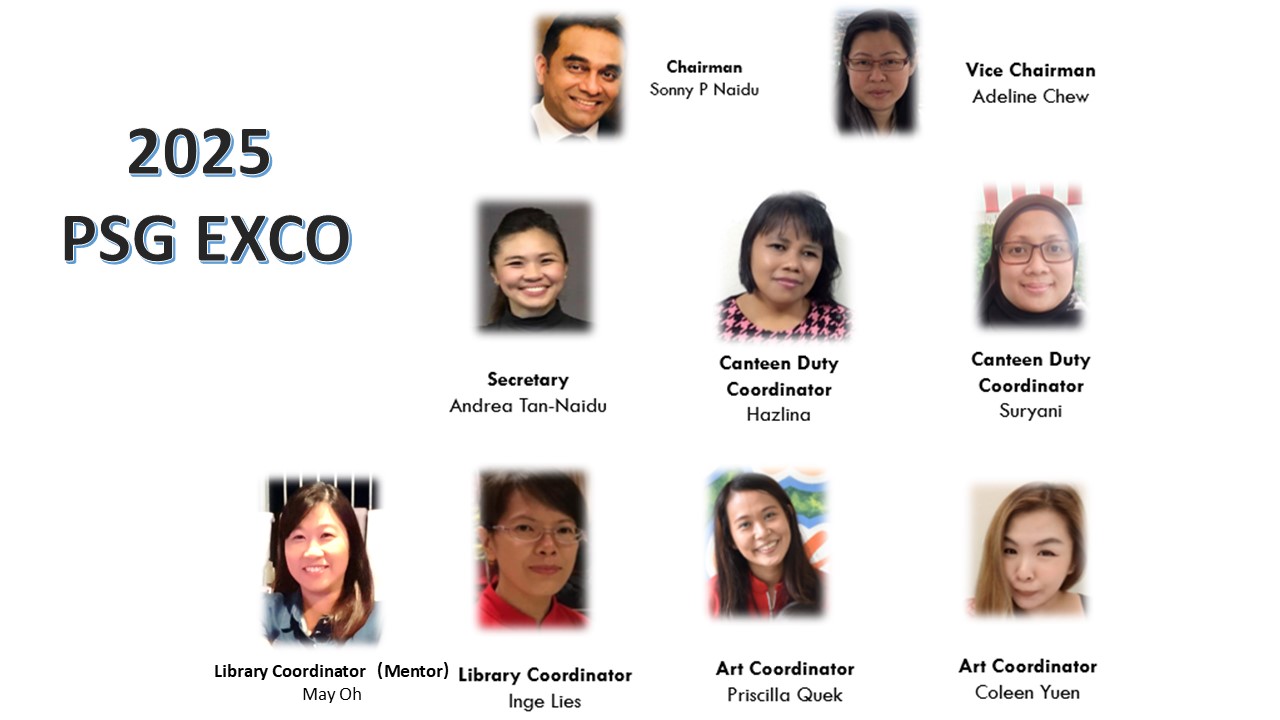 2025
PSG EXCO
Chairman
Sonny P Naidu
Vice Chairman
Adeline Chew
Secretary
Andrea Tan-Naidu
Canteen Duty
Coordinator
Hazlina
Canteen Duty
Coordinator
Suryani
Library Coordinator （Mentor）
May Oh
Library Coordinator
Inge Lies
Art Coordinator
Priscilla Quek
Art Coordinator
Coleen Yuen